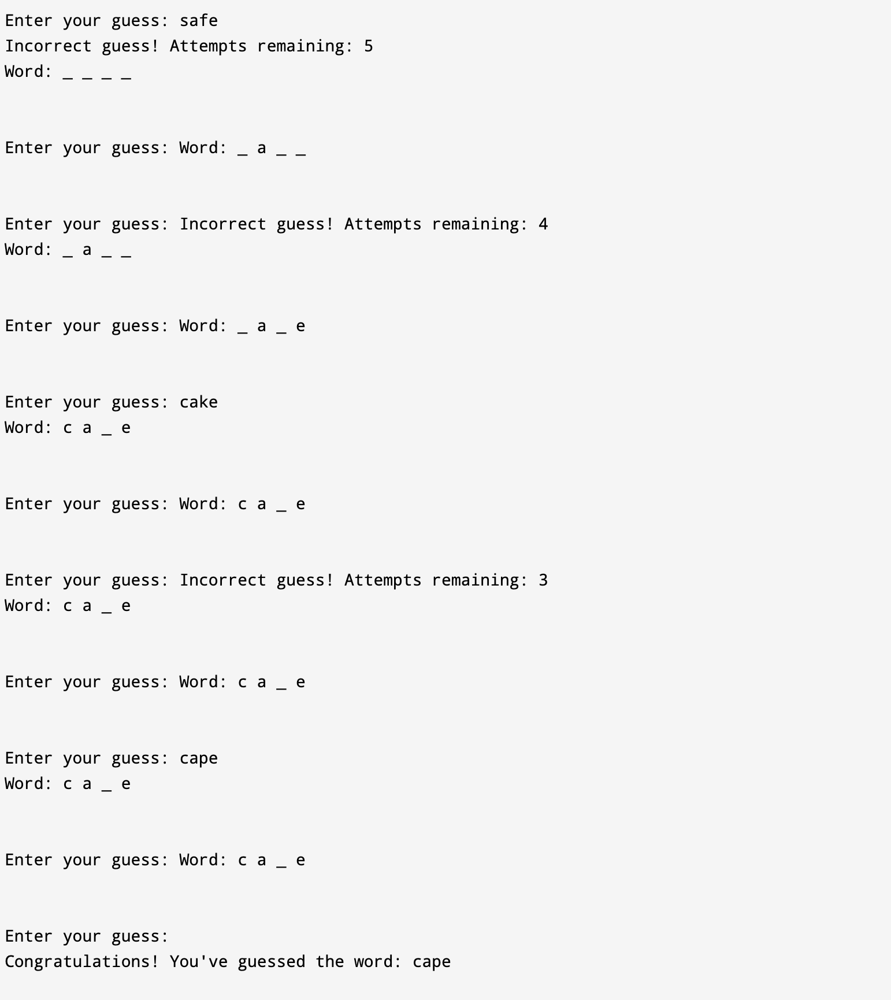 Enter your guess: safe
Incorrect guess! Attempts remaining: 5
Word: _ _ _ _
Enter your guess: Word: _ a _ _
Enter your guess: Incorrect guess! Attempts remaining: 4
Word: _ a _ _
Enter your guess: Word: _ a _ e
Enter your guess: cake
Word: c a _ e
Enter your guess: Word: c a _ e
Enter your guess: Incorrect guess! Attempts remaining: 3
Word: c a _ e
Enter your guess: Word: c a _ e
Enter your guess: cape
Word: c a _ e
Enter your guess: Word: c a _ e
Enter your guess:
Congratulations! You've guessed the word: cape